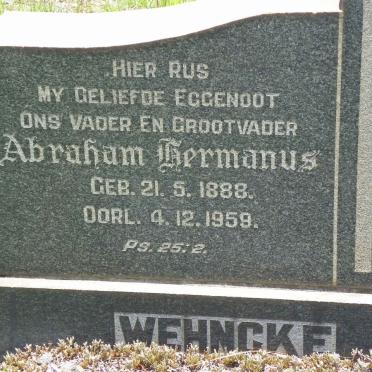 HIER RUS
MY GELIEFDE EGGENOOT
ONS VADER EN GROOTVADER
Abraham Hermanus
GEB. 21. 5. 1888.
OORL. 4. 12. 1959.
PS. 25: 2.
WEHNCKE